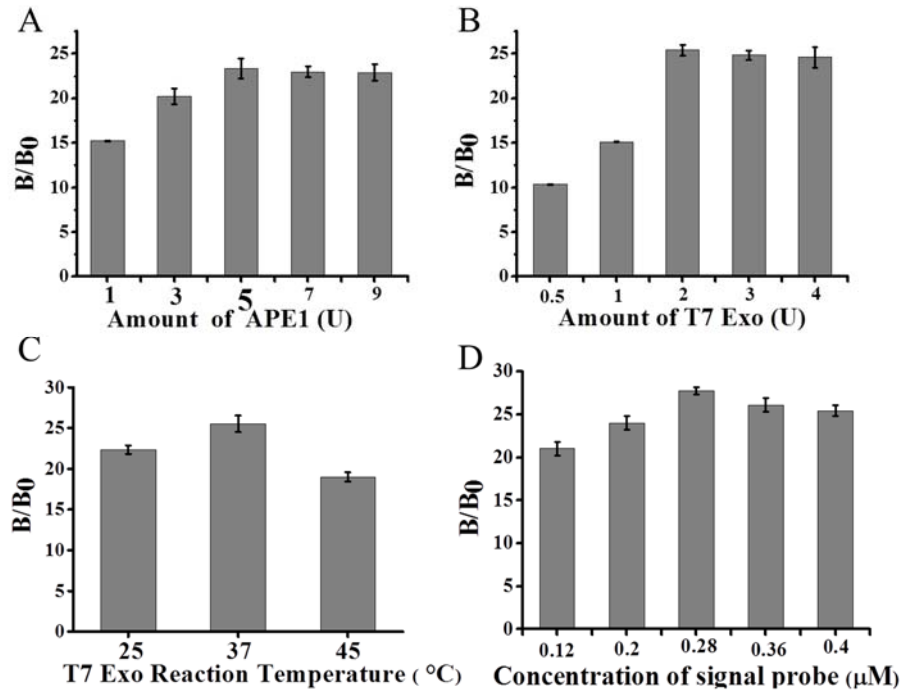 A
B/B0
25
20
15
10
5
0
1 3 5 7 9
Amount of APE1 (U)
B
B/B0
25
20
15
10
5
0
0.5 1 2 3 4
Amount of T7 Exo (U)
C
B/B0
30
25
20
15
10
5
0
25 37 45
T7 Exo Reaction Temperature ( °C)
D
B/B0
30
25
20
15
10
5
0
0.12 0.2 0.28 0.36 0.4
Concentration of signal probe (μM)